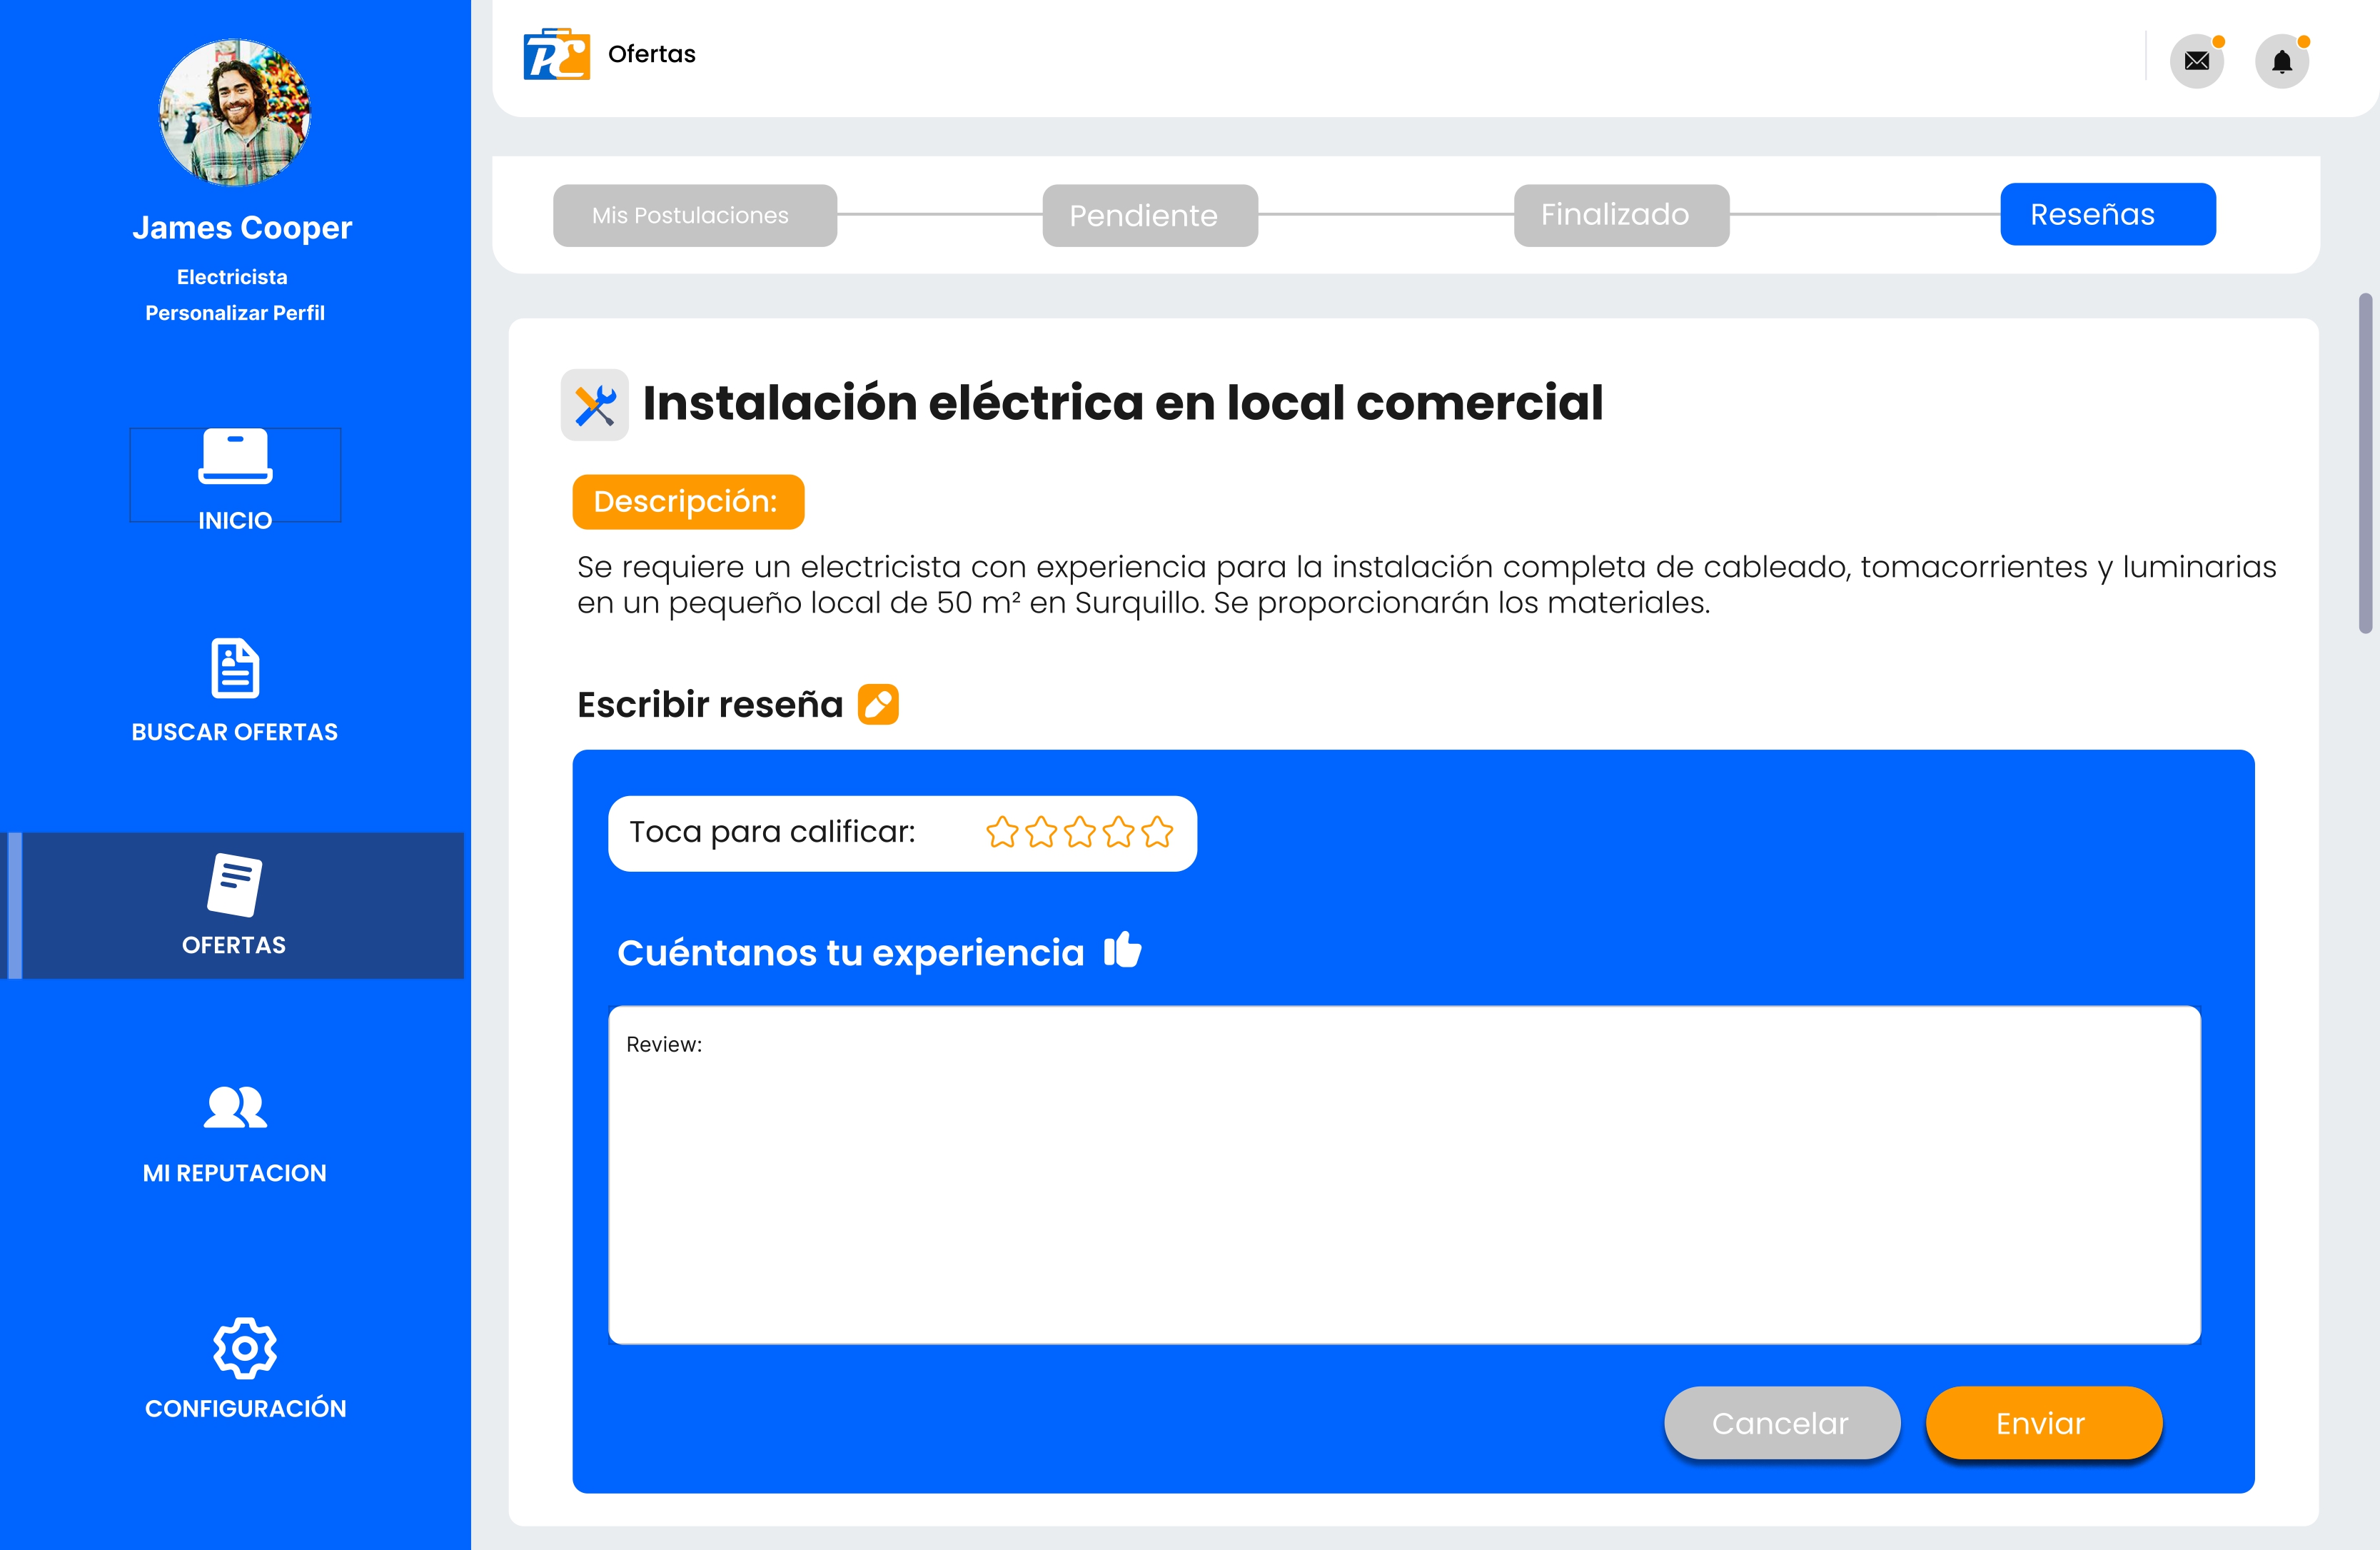 James Cooper
Electricista
Personalizar Perfil
INICIO
BUSCAR OFERTAS
OFERTAS
MI REPUTACION
CONFIGURACIÓN
Ofertas
Mis Postulaciones
Pendiente
Finalizado
Reseñas
Instalación eléctrica en local comercial
Descripción:
Se requiere un electricista con experiencia para la instalación completa de cableado, tomacorrientes y luminarias
en un pequeño local de 50 m² en Surquillo. Se proporcionarán los materiales.
Escribir reseña
Toca para calificar:
Cuéntanos tu experiencia
Review:
Cancelar
Enviar